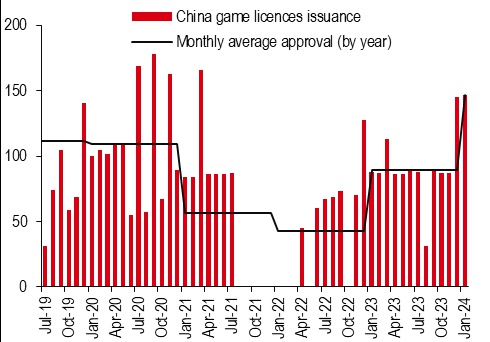 China game licences issuance
Monthly average approval (by year)
200
150
100
50
0
Jul-19
Oct-19
Jan-20
Apr-20
Jul-20
Oct-20
Jan-21
Apr-21
Jul-21
Oct-21
Jan-22
Apr-22
Jul-22
Oct-22
Jan-23
Apr-23
Jul-23
Oct-23
Jan-24